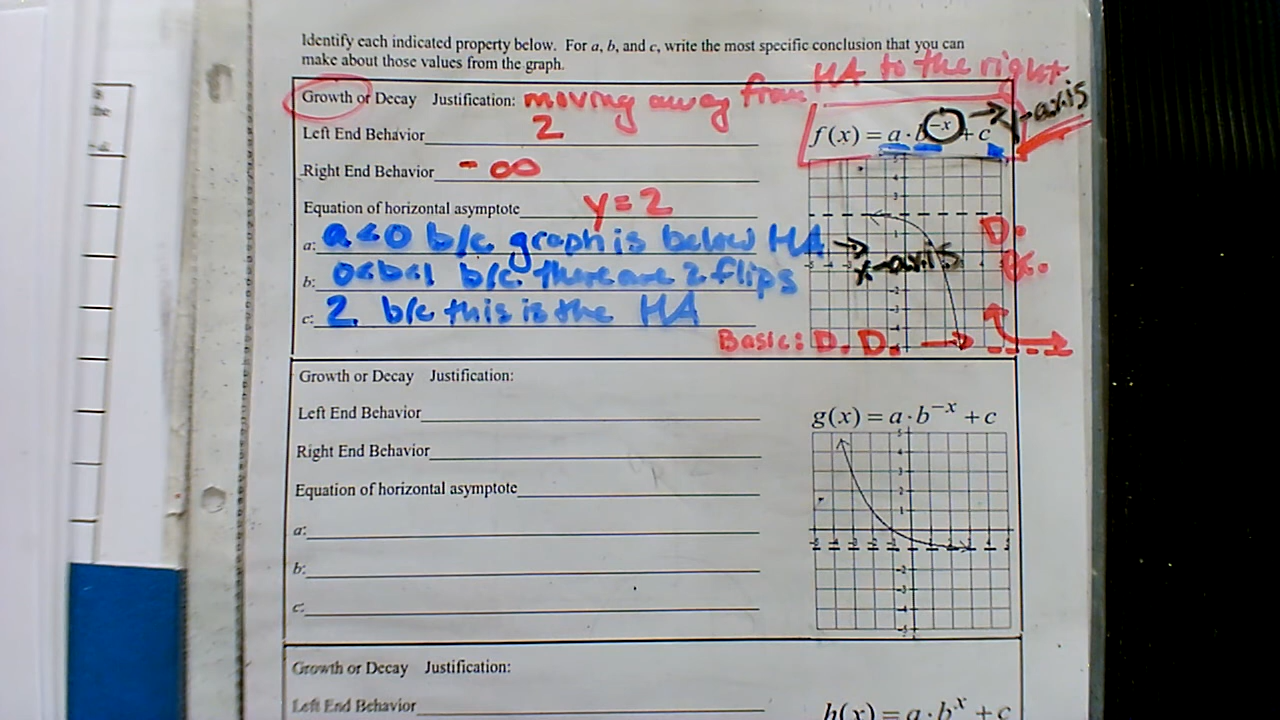 Identify each indicated property below. For a, b, and c, write the most specific conclusion that you can
make about those values from the graph.
HA to the right
Growth or Decay Justification: moving away from
Left End Behavior 2
f(x) = a · b^-x + c
→ y-axis
Right End Behavior -∞
Equation of horizontal asymptote y = 2
a: a<0 b/c graph is below HA
→ x-axis
D.
b: 0<b<1 b/c there are 2 flips
c: 2 b/c this is the HA
Basic: D. D. →
Growth or Decay Justification:
Left End Behavior
g(x) = a · b^-x + c
Right End Behavior
Equation of horizontal asymptote
a:
b:
c:
Growth or Decay Justification:
Left End Behavior
h(x) = a · b^x + c